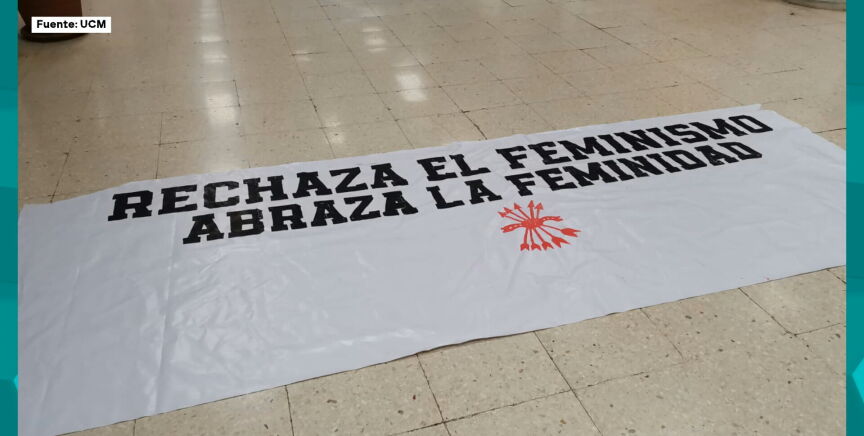 Fuente: UCM
RECHAZA EL FEMINISMO
ABRAZA LA FEMINIDAD